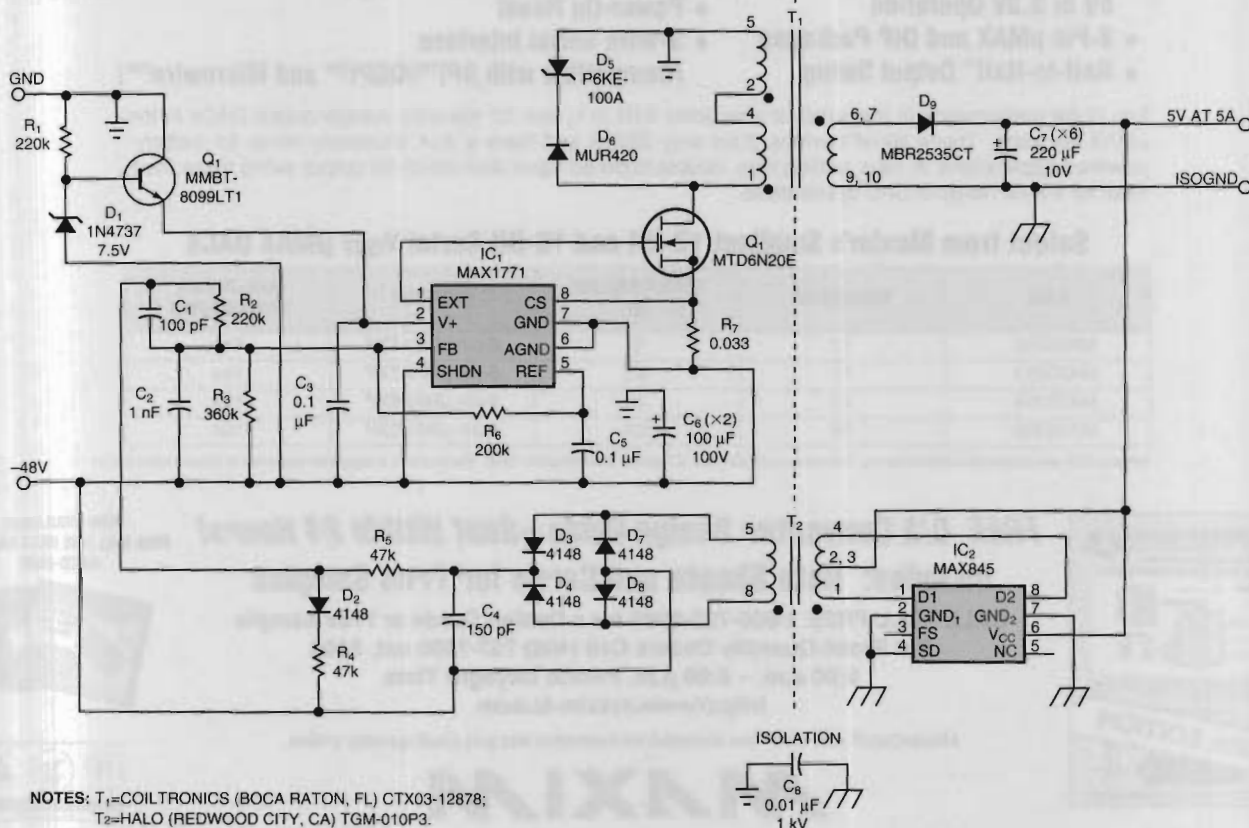 T1
5
2
4
1
D5
P6KE-
100A
D6
MUR420
6, 7
9, 10
D9
MBR2535CT
5V AT 5A
C7 (×6)
220 µF
10V
ISOGND
GND
R1
220k
Q1
MMBT-
8099LT1
D1
1N4737
7.5V
Q1
MTD6N20E
IC1
MAX1771
1 EXT CS 8
2 V+ GND 7
3 FB AGND 6
4 SHDN REF 5
R7
0.033
C1
100 pF
R2
220k
C2
1 nF
R3
360k
C3
0.1
µF
R6
200k
C5
0.1 µF
C6 (×2)
100 µF
100V
–48V
R5
47k
D2
4148
R4
47k
C4
150 pF
D3
4148
D4
4148
D7
4148
D8
4148
T2
5
8
4
2, 3
1
IC2
MAX845
1 D1 D2 8
2 GND1 GND2 7
3 FS VCC 6
4 SD NC 5
ISOLATION
C8
0.01 µF
1 kV
NOTES: T1=COILTRONICS (BOCA RATON, FL) CTX03-12878;
T2=HALO (REDWOOD CITY, CA) TGM-010P3.